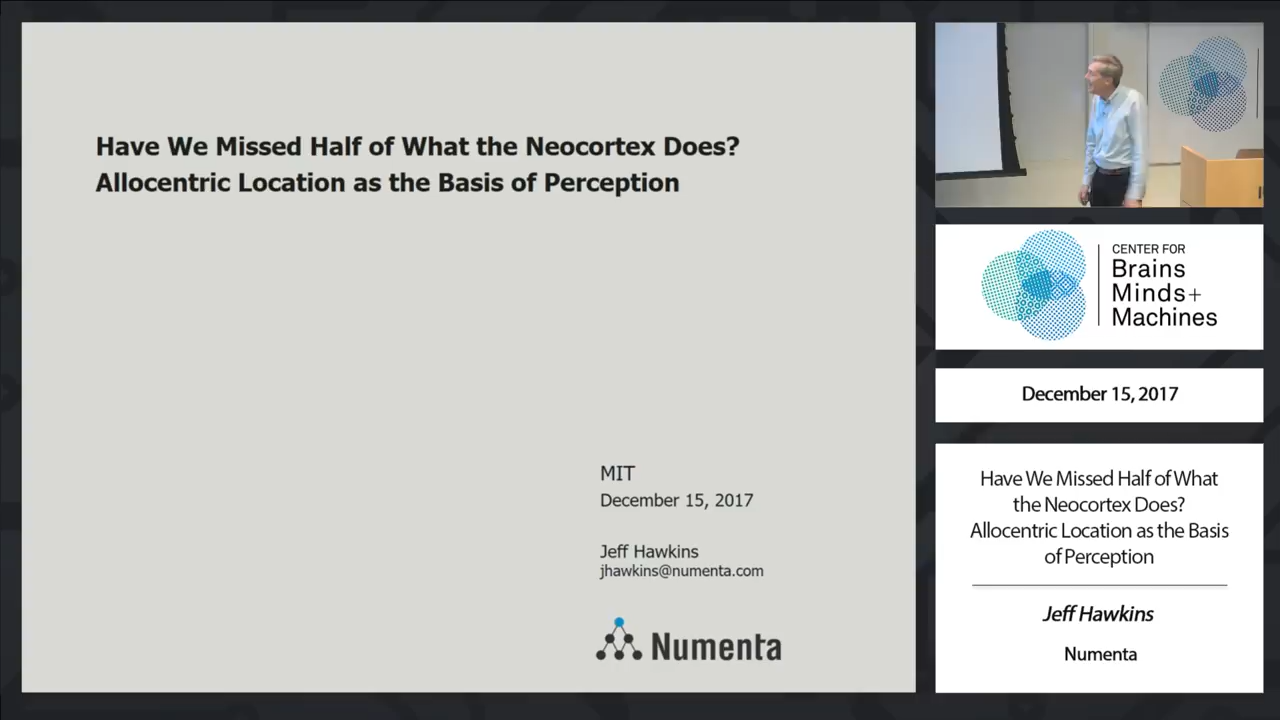 Have We Missed Half of What the Neocortex Does?
Allocentric Location as the Basis of Perception
MIT
December 15, 2017
Jeff Hawkins
jhawkins@numenta.com
Numenta
CENTER FOR
Brains
Minds+
Machines
December 15, 2017
Have We Missed Half of What
the Neocortex Does?
Allocentric Location as the Basis
of Perception
Jeff Hawkins
Numenta